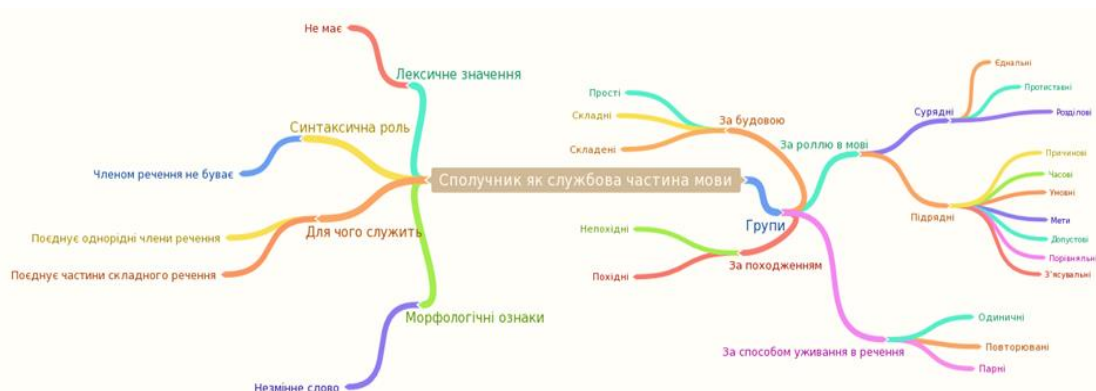 Сполучник як службова частина мови
Лексичне значення
Не має
Синтаксична роль
Членом речення не буває
Для чого служить
Поєднує однорідні члени речення
Поєднує частини складного речення
Морфологічні ознаки
Незмінне слово
Групи
За будовою
Прості
Складні
Складені
За походженням
Непохідні
Похідні
За роллю в мові
Сурядні
Єднальні
Протиставні
Розділові
Підрядні
Причинові
Часові
Умовні
Мети
Допустові
Порівняльні
З'ясувальні
За способом уживання в речення
Одиничні
Повторювані
Парні